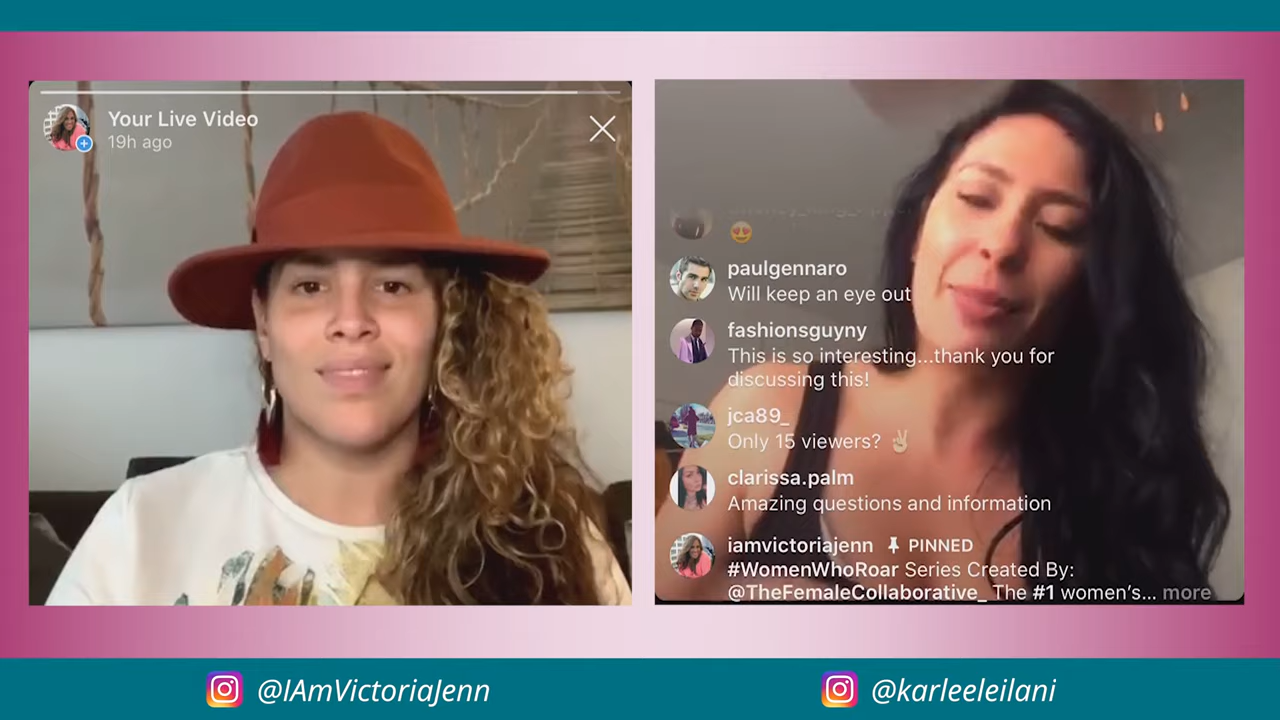 Your Live Video
19h ago
paulgennaro
Will keep an eye out
fashionsguyny
This is so interesting...thank you for
discussing this!
jca89_
Only 15 viewers? ✌🏼
clarissa.palm
Amazing questions and information
iamvictoriajenn 📌 PINNED
#WomenWhoRoar Series Created By:
@TheFemaleCollaborative_ The #1 women's... more
@IAmVictoriaJenn
@karleeleilani